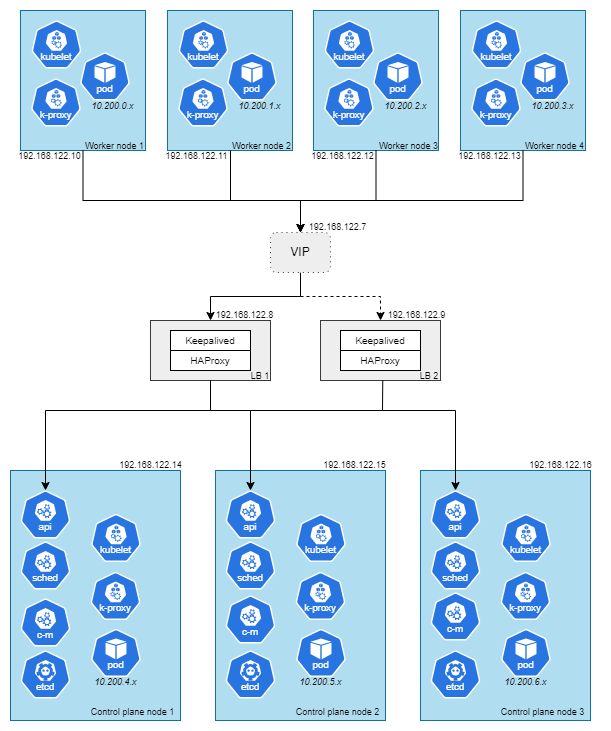 kubelet
pod
10.200.0.x
k-proxy
Worker node 1
192.168.122.10
kubelet
pod
10.200.1.x
k-proxy
Worker node 2
192.168.122.11
kubelet
pod
10.200.2.x
k-proxy
Worker node 3
192.168.122.12
kubelet
pod
10.200.3.x
k-proxy
Worker node 4
192.168.122.13
192.168.122.7
VIP
192.168.122.8
Keepalived
HAProxy
LB 1
192.168.122.9
Keepalived
HAProxy
LB 2
192.168.122.14
api
kubelet
sched
k-proxy
c-m
pod
etcd
10.200.4.x
Control plane node 1
192.168.122.15
api
kubelet
sched
k-proxy
c-m
pod
etcd
10.200.5.x
Control plane node 2
192.168.122.16
api
kubelet
sched
k-proxy
c-m
pod
etcd
10.200.6.x
Control plane node 3